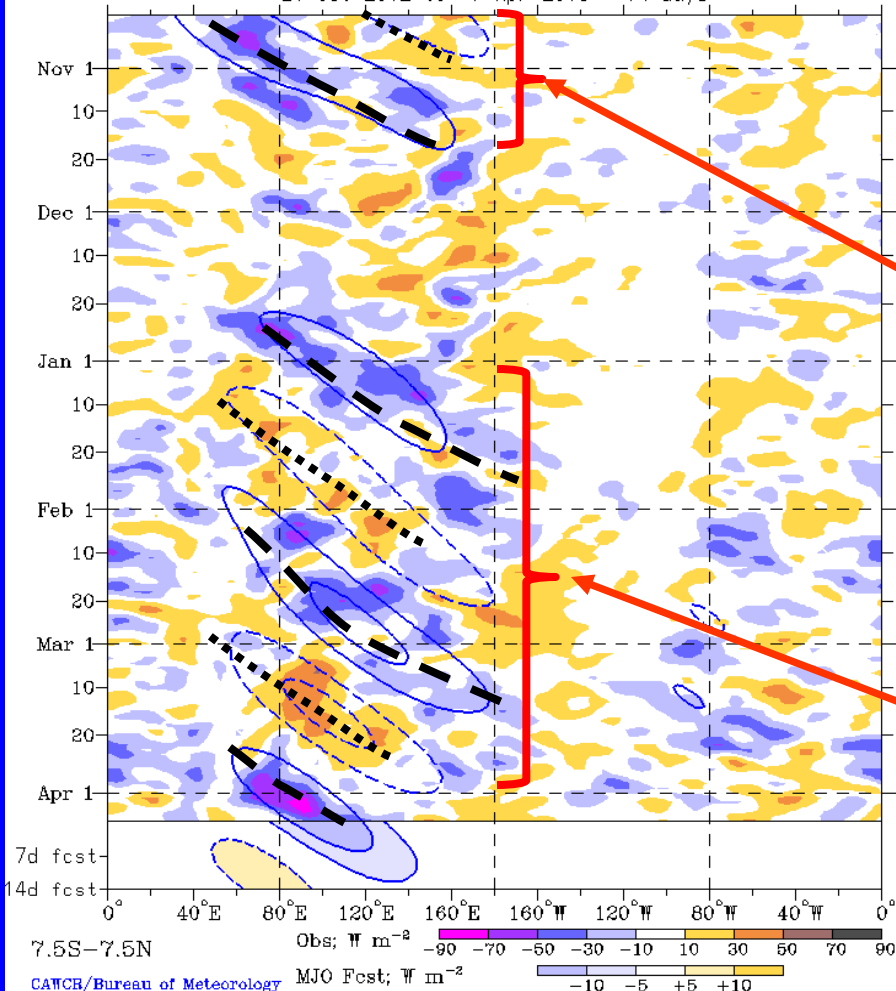 Nov 1
10
20
Dec 1
10
20
Jan 1
10
20
Feb 1
10
20
Mar 1
10
20
Apr 1
7d fcst
14d fcst
0° 40°E 80°E 120°E 160°E 160°W 120°W 80°W 40°W 0°
7.5S-7.5N
Obs; W m-2
-90 -70 -50 -30 -10 10 30 50 70 90
CAWCR/Bureau of Meteorology
MJO Fcst; W m-2
-10 -5 +5 +10